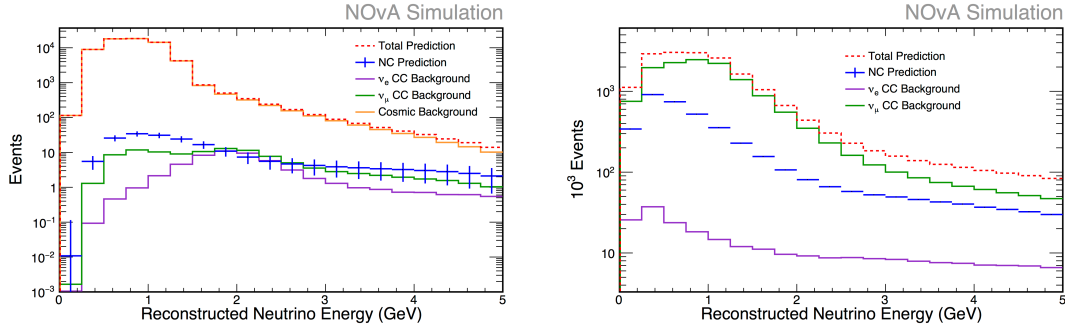 NOvA Simulation
Events
10⁴
10³
10²
10
1
10⁻¹
10⁻²
10⁻³
Total Prediction
NC Prediction
νe CC Background
νμ CC Background
Cosmic Background
0 1 2 3 4 5
Reconstructed Neutrino Energy (GeV)
NOvA Simulation
10³ Events
10³
10²
10
Total Prediction
NC Prediction
νe CC Background
νμ CC Background
0 1 2 3 4 5
Reconstructed Neutrino Energy (GeV)